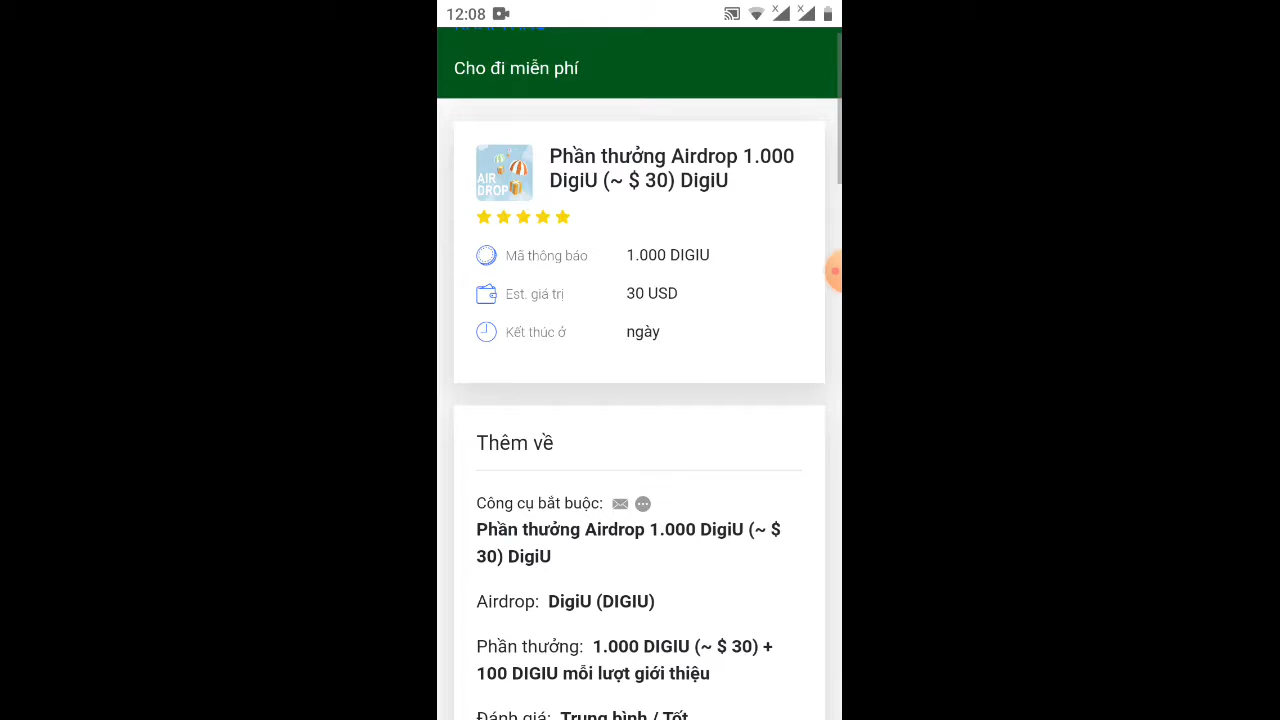 12:08
Cho đi miễn phí
Phần thưởng Airdrop 1.000
DigiU (~ $ 30) DigiU
AIR
DROP
Mã thông báo 1.000 DIGIU
Est. giá trị 30 USD
Kết thúc ở ngày
Thêm về
Công cụ bắt buộc:
Phần thưởng Airdrop 1.000 DigiU (~ $
30) DigiU
Airdrop: DigiU (DIGIU)
Phần thưởng: 1.000 DIGIU (~ $ 30) +
100 DIGIU mỗi lượt giới thiệu
Đánh giá: Trung bình / Tốt